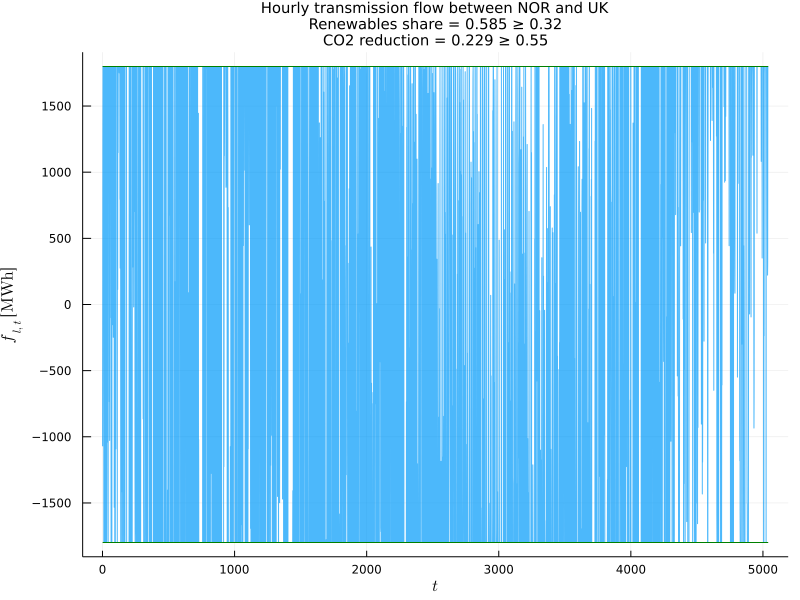 Hourly transmission flow between NOR and UK
Renewables share = 0.585 ≥ 0.32
CO2 reduction = 0.229 ≥ 0.55
1500
1000
500
0
−500
−1000
−1500
f l,t [MWh]
0 1000 2000 3000 4000 5000
t